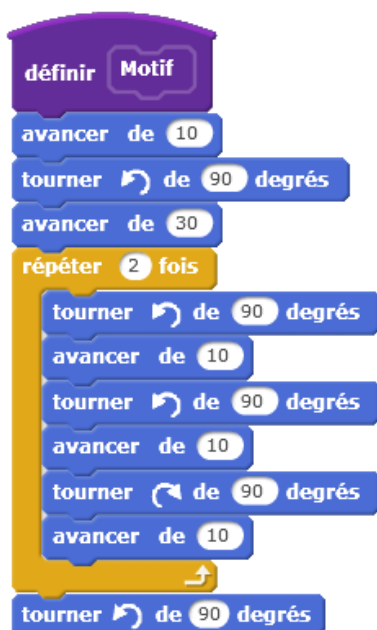 définir Motif
avancer de 10
tourner de 90 degrés
avancer de 30
répéter 2 fois
tourner de 90 degrés
avancer de 10
tourner de 90 degrés
avancer de 10
tourner de 90 degrés
avancer de 10
tourner de 90 degrés